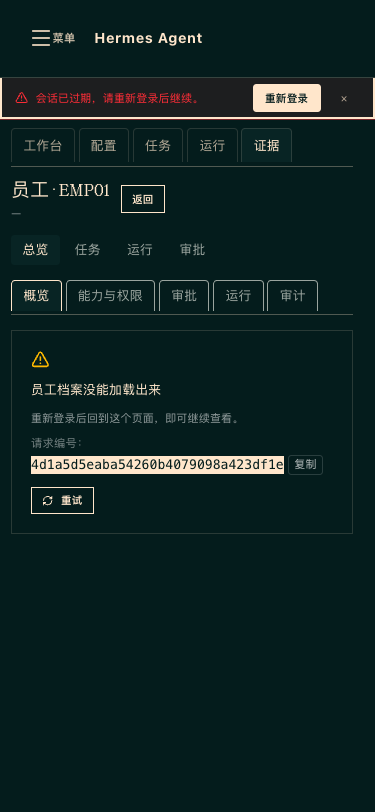 菜单
Hermes Agent
会话已过期，请重新登录后继续。
重新登录
×
工作台 配置 任务 运行 证据
员工 · EMP01
返回
—
总览 任务 运行 审批
概览 能力与权限 审批 运行 审计
员工档案没能加载出来
重新登录后回到这个页面，即可继续查看。
请求编号：
4d1a5d5eaba54260b4079098a423df1e 复制
重试